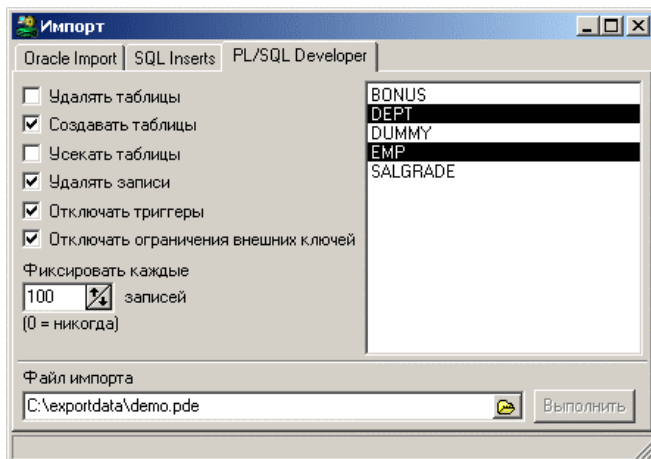 Импорт
Oracle Import
SQL Inserts
PL/SQL Developer
Удалять таблицы
Создавать таблицы
Усекать таблицы
Удалять записи
Отключать триггеры
Отключать ограничения внешних ключей
Фиксировать каждые
100 записей
(0 = никогда)
BONUS
DEPT
DUMMY
EMP
SALGRADE
Файл импорта
C:\exportdata\demo.pde
Выполнить